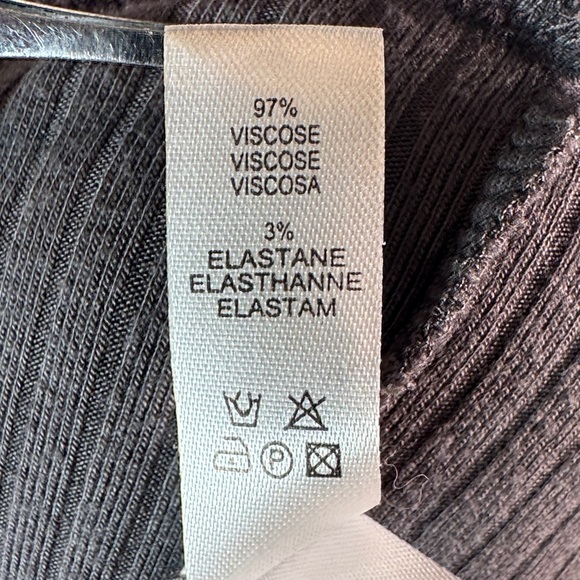 97%
VISCOSE
VISCOSE
VISCOSA
3%
ELASTANE
ELASTHANNE
ELASTAM
P